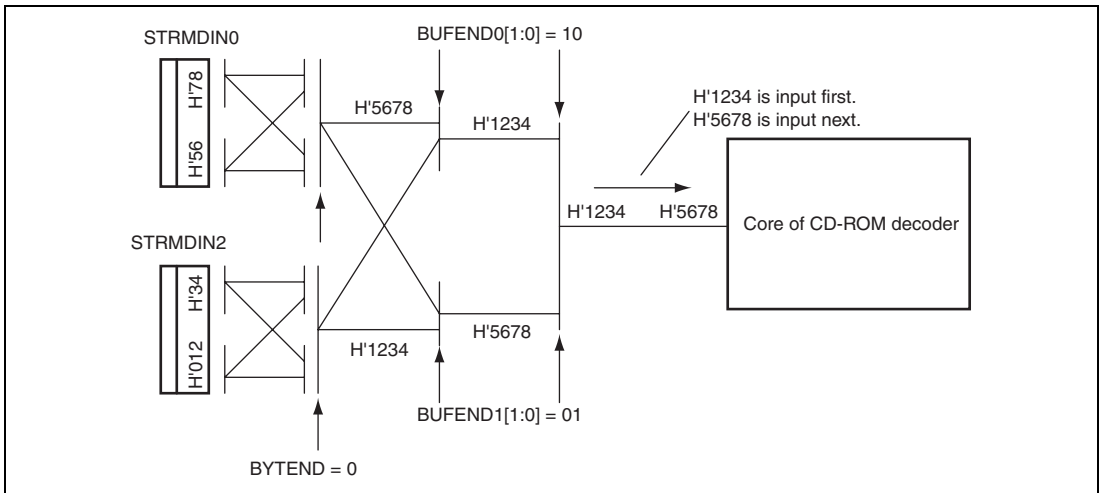 BUFEND0[1:0] = 10
STRMDIN0
H'78
H'56
H'5678
H'1234
H'1234 is input first.
H'5678 is input next.
H'1234
H'5678
Core of CD-ROM decoder
STRMDIN2
H'34
H'012
H'1234
H'5678
BUFEND1[1:0] = 01
BYTEND = 0